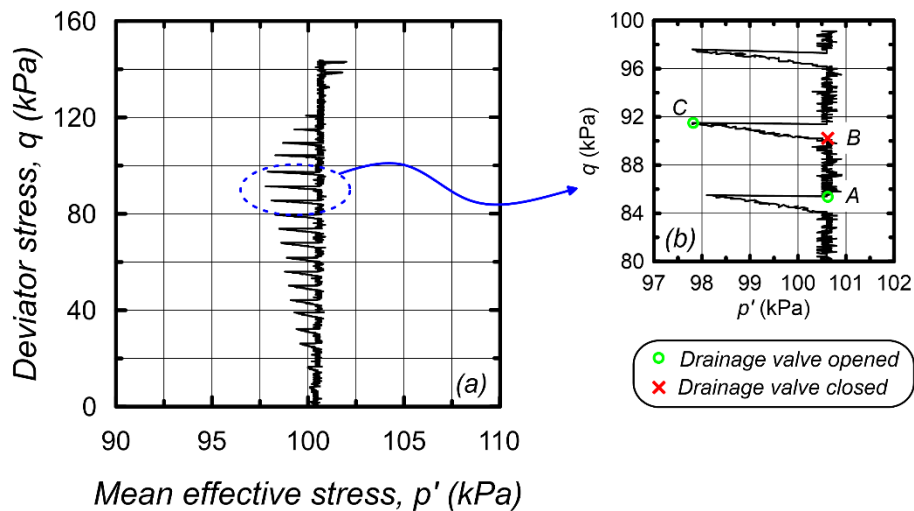 160
120
80
40
0
Deviator stress, q (kPa)
90
95
100
105
110
Mean effective stress, p' (kPa)
(a)
100
96
92
88
84
80
q (kPa)
C
B
A
(b)
97
98
99
100
101
102
p' (kPa)
Drainage valve opened
Drainage valve closed